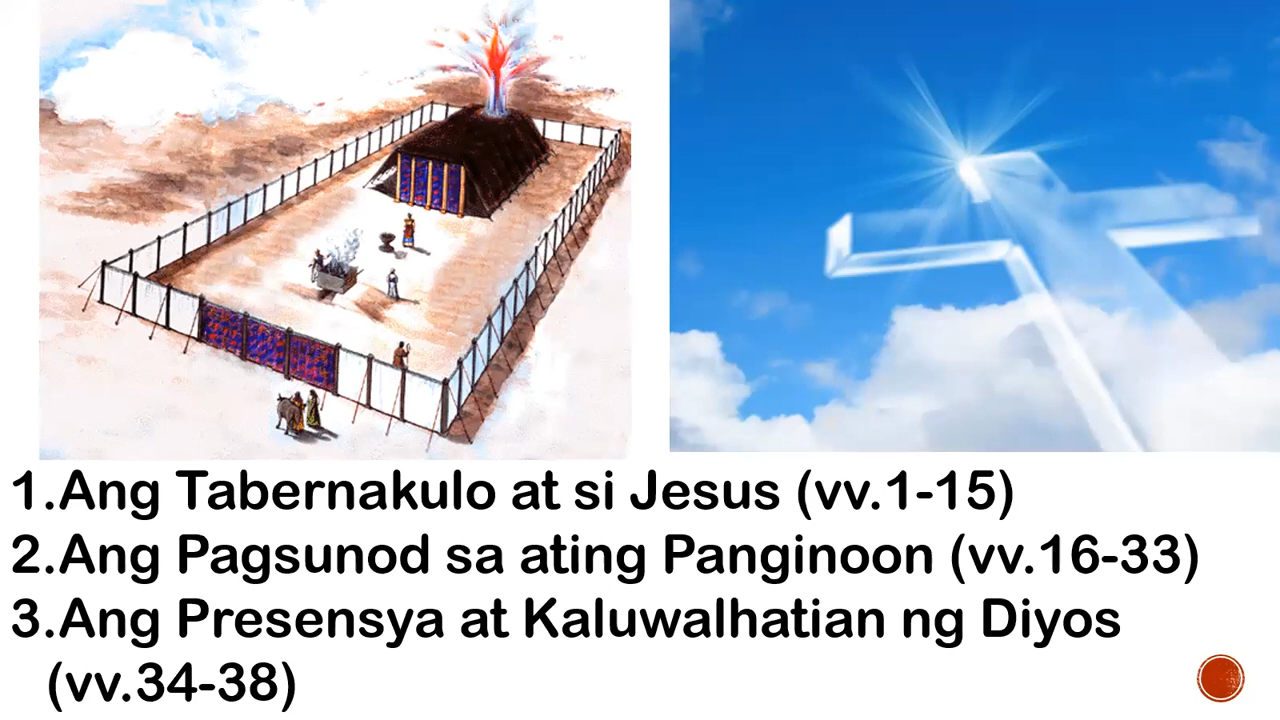 1.Ang Tabernakulo at si Jesus (vv.1-15)
2.Ang Pagsunod sa ating Panginoon (vv.16-33)
3.Ang Presensya at Kaluwalhatian ng Diyos
(vv.34-38)